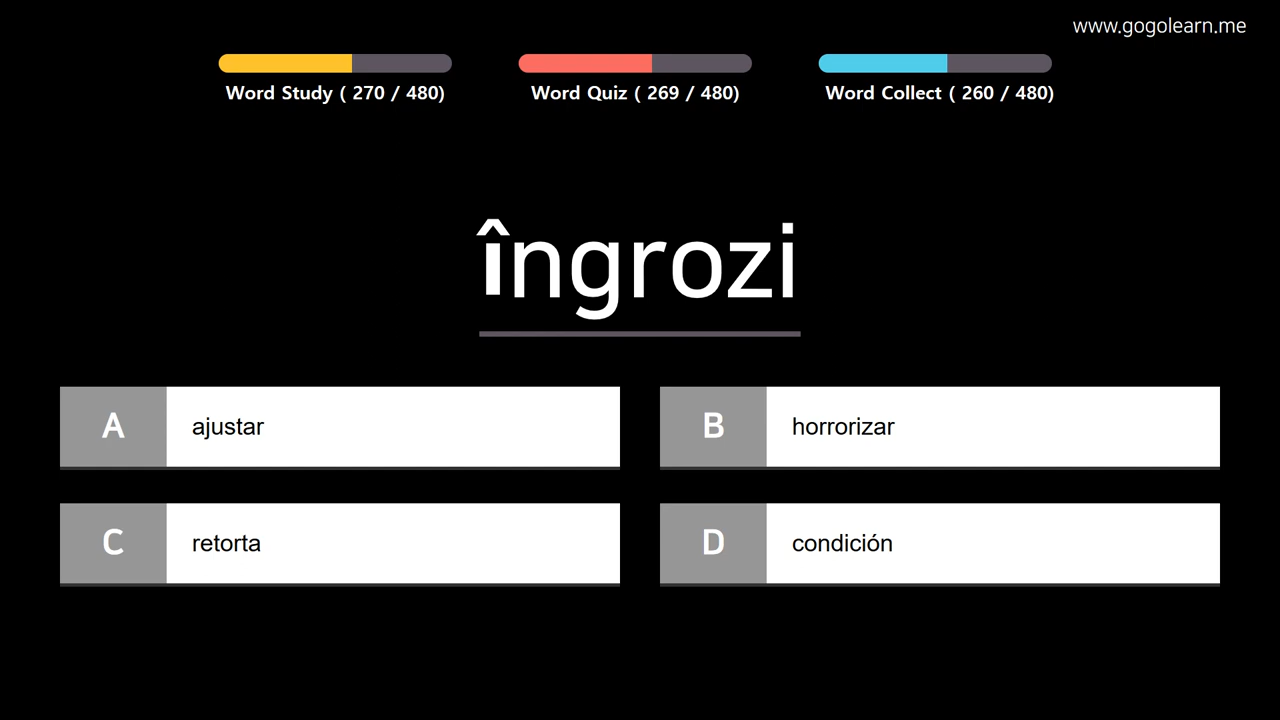 www.gogolearn.me
Word Study ( 270 / 480)
Word Quiz ( 269 / 480)
Word Collect ( 260 / 480)
îngrozi
A ajustar
B horrorizar
C retorta
D condición